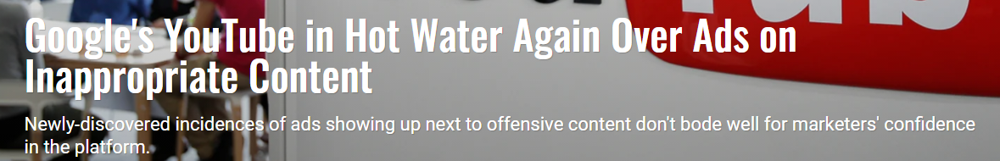 Google's YouTube in Hot Water Again Over Ads on
Inappropriate Content
Newly-discovered incidences of ads showing up next to offensive content don't bode well for marketers' confidence
in the platform.